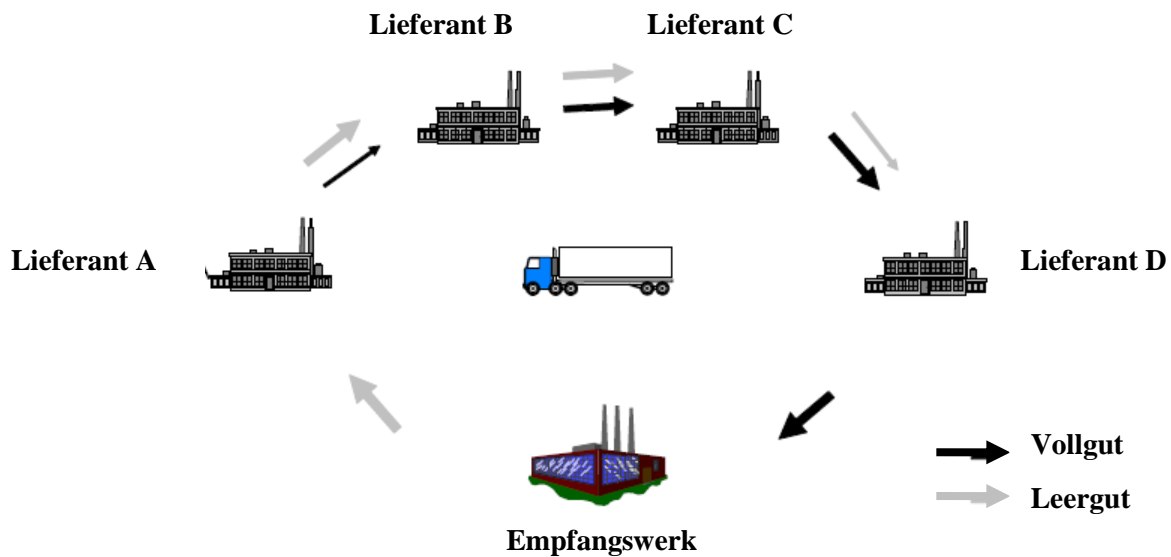 Lieferant B
Lieferant C
Lieferant A
Lieferant D
Vollgut
Leergut
Empfangswerk